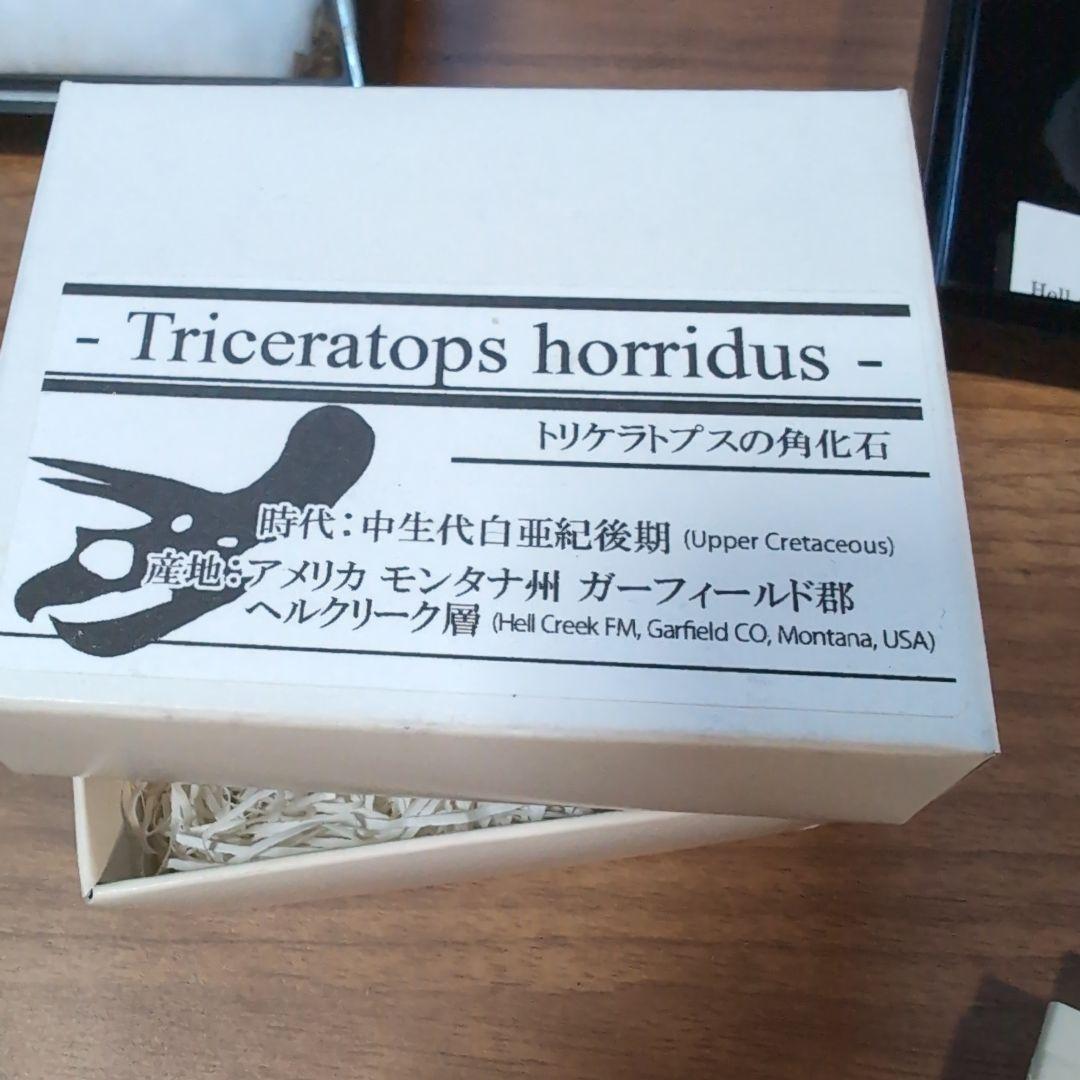 - Triceratops horridus -
トリケラトプスの角化石
時代：中生代白亜紀後期 (Upper Cretaceous)
産地：アメリカ モンタナ州 ガーフィールド郡
ヘルクリーク層 (Hell Creek FM, Garfield CO, Montana, USA)